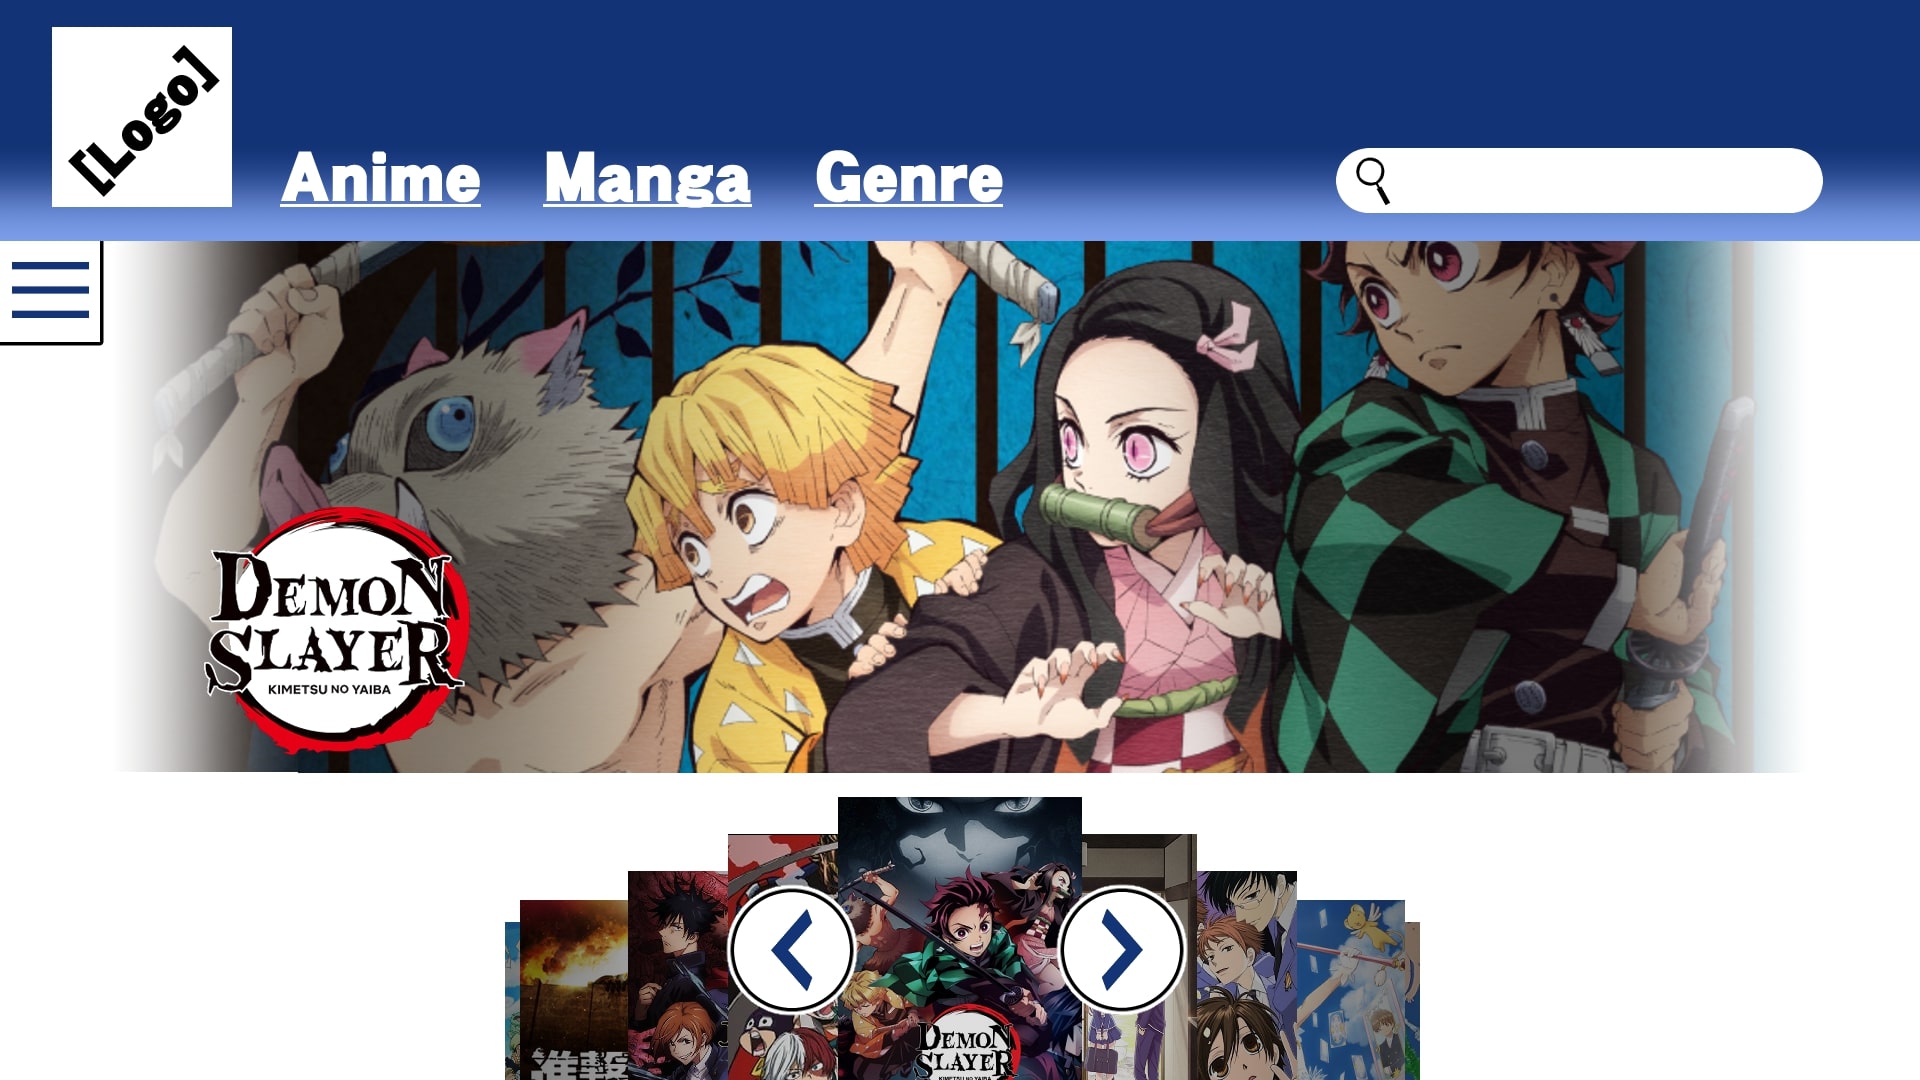 [Logo]
Anime Manga Genre
DEMON
SLAYER
KIMETSU NO YAIBA
DEMON
SLAYER
KIMETSU NO YAIBA
進撃